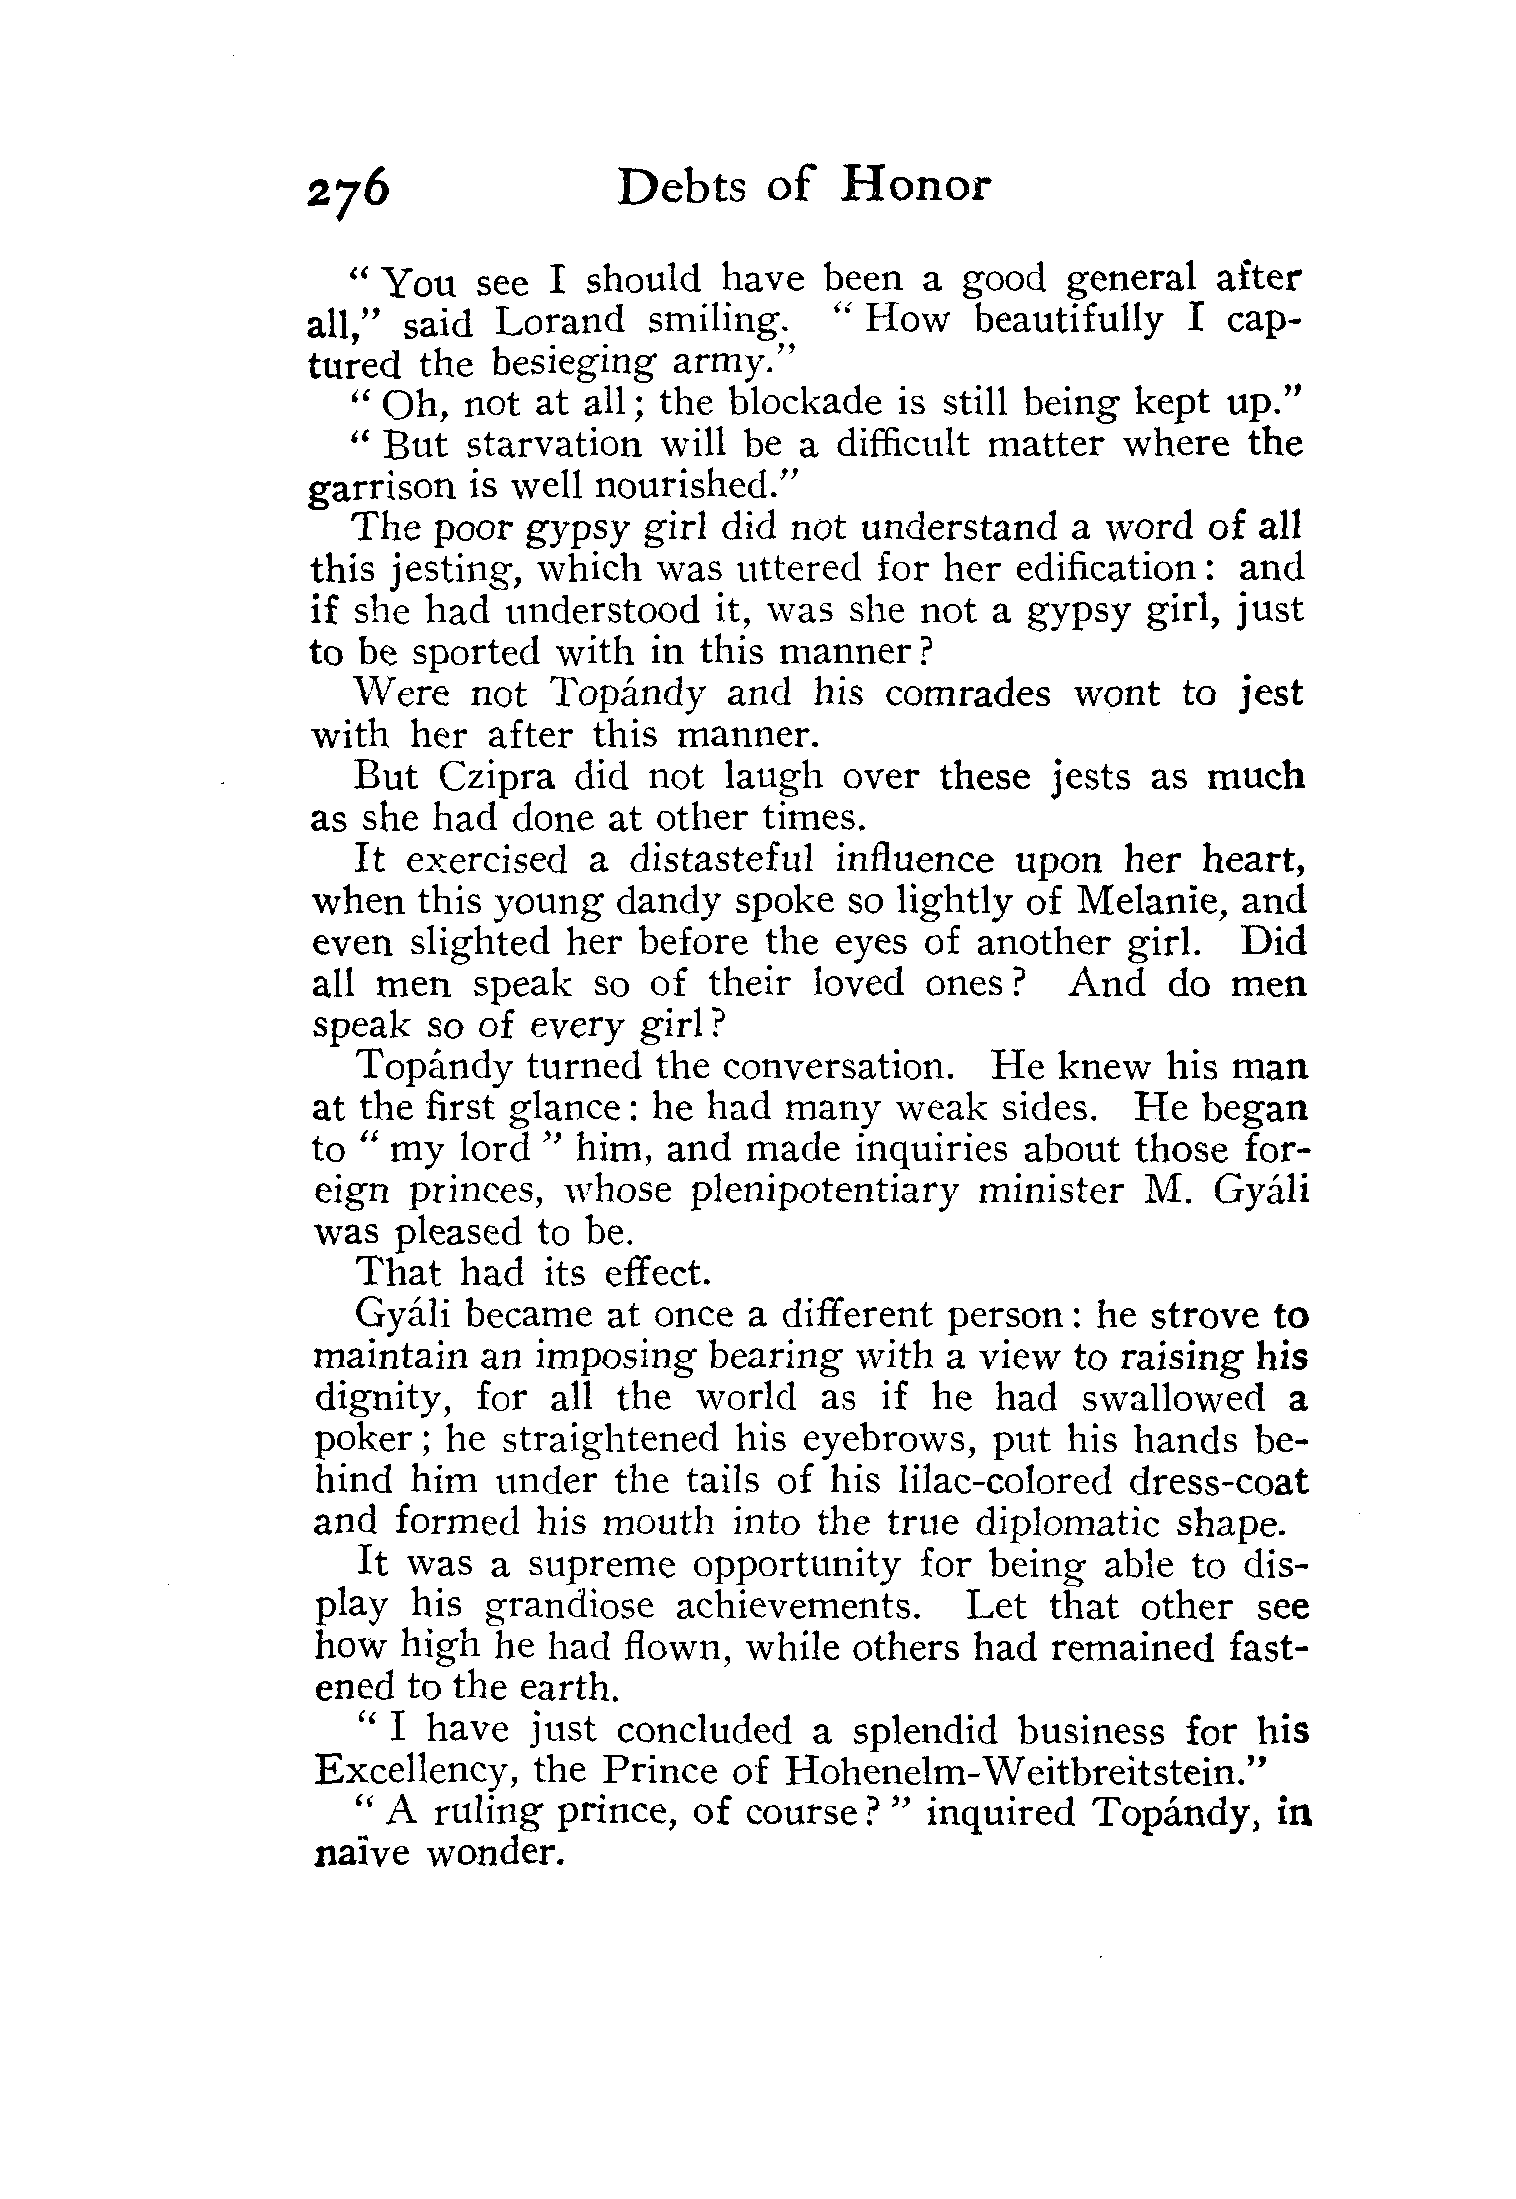 276 Debts of Honor
" You see I should have been a good general after
all," said Lorand smiling. " How beautifully I cap-
tured the besieging army."
" Oh, not at all; the blockade is still being kept up."
" But starvation will be a difficult matter where the
garrison is well nourished."
The poor gypsy girl did not understand a word of all
this jesting, which was uttered for her edification: and
if she had understood it, was she not a gypsy girl, just
to be sported with in this manner?
Were not Topándy and his comrades wont to jest
with her after this manner.
But Czipra did not laugh over these jests as much
as she had done at other times.
It exercised a distasteful influence upon her heart,
when this young dandy spoke so lightly of Melanie, and
even slighted her before the eyes of another girl. Did
all men speak so of their loved ones? And do men
speak so of every girl?
Topándy turned the conversation. He knew his man
at the first glance: he had many weak sides. He began
to " my lord " him, and made inquiries about those for-
eign princes, whose plenipotentiary minister M. Gyáli
was pleased to be.
That had its effect.
Gyáli became at once a different person: he strove to
maintain an imposing bearing with a view to raising his
dignity, for all the world as if he had swallowed a
poker; he straightened his eyebrows, put his hands be-
hind him under the tails of his lilac-colored dress-coat
and formed his mouth into the true diplomatic shape.
It was a supreme opportunity for being able to dis-
play his grandiose achievements. Let that other see
how high he had flown, while others had remained fast-
ened to the earth.
" I have just concluded a splendid business for his
Excellency, the Prince of Hohenelm-Weitbreitstein."
" A ruling prince, of course? " inquired Topándy, in
naïve wonder.